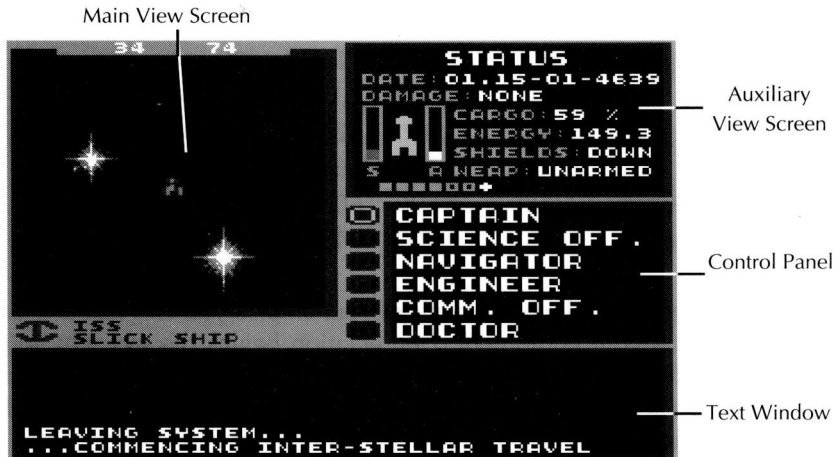 Main View Screen
34 74
STATUS
DATE: 01.15-01-4639
DAMAGE: NONE
CARGO: 59 %
ENERGY: 149.3
SHIELDS: DOWN
S A WEAP: UNARMED
Auxiliary
View Screen
CAPTAIN
SCIENCE OFF.
NAVIGATOR
ENGINEER
COMM. OFF.
DOCTOR
Control Panel
ISS
SLICK SHIP
LEAVING SYSTEM...
...COMMENCING INTER-STELLAR TRAVEL
Text Window